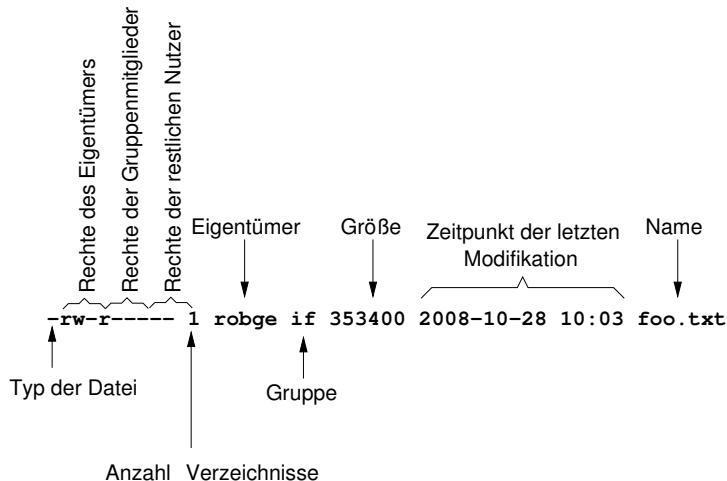 Rechte des Eigentümers
Rechte der Gruppenmitglieder
Rechte der restlichen Nutzer
Eigentümer
Größe
Zeitpunkt der letzten
Modifikation
Name
-rw-r----- 1 robge if 353400 2008-10-28 10:03 foo.txt
Typ der Datei
Gruppe
Anzahl Verzeichnisse